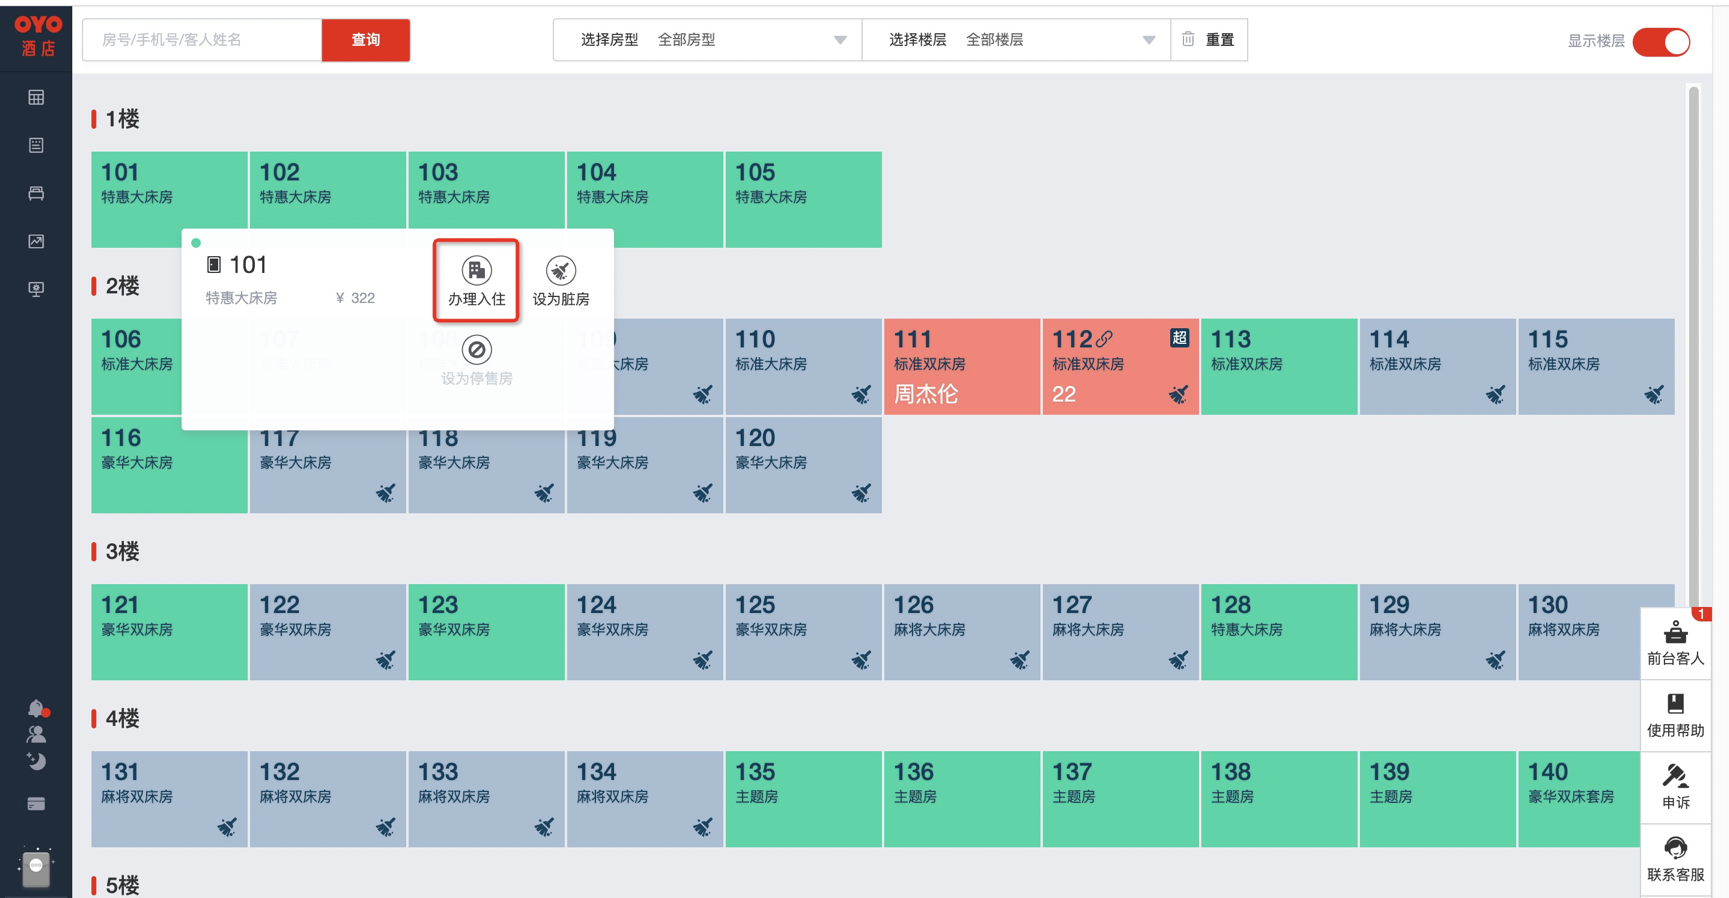 OYO
酒店
房号/手机号/客人姓名
查询
选择房型 全部房型
选择楼层 全部楼层
重置
显示楼层
1楼
101 102 103 104 105
特惠大床房 特惠大床房 特惠大床房 特惠大床房 特惠大床房
101
特惠大床房 ¥ 322
办理入住 设为脏房
设为停售房
2楼
106 107 108 109 110 111 112 超 113 114 115
标准大床房 大床房 标准大床房 标准双床房 标准双床房 标准双床房 标准双床房 标准双床房
周杰伦 22
116 117 118 119 120
豪华大床房 豪华大床房 豪华大床房 豪华大床房 豪华大床房
3楼
121 122 123 124 125 126 127 128 129 130
豪华双床房 豪华双床房 豪华双床房 豪华双床房 豪华双床房 麻将大床房 麻将大床房 特惠大床房 麻将大床房 麻将双床房
4楼
131 132 133 134 135 136 137 138 139 140
麻将双床房 麻将双床房 麻将双床房 麻将双床房 主题房 主题房 主题房 主题房 主题房 豪华双床套房
5楼
1
前台客人
使用帮助
申诉
联系客服